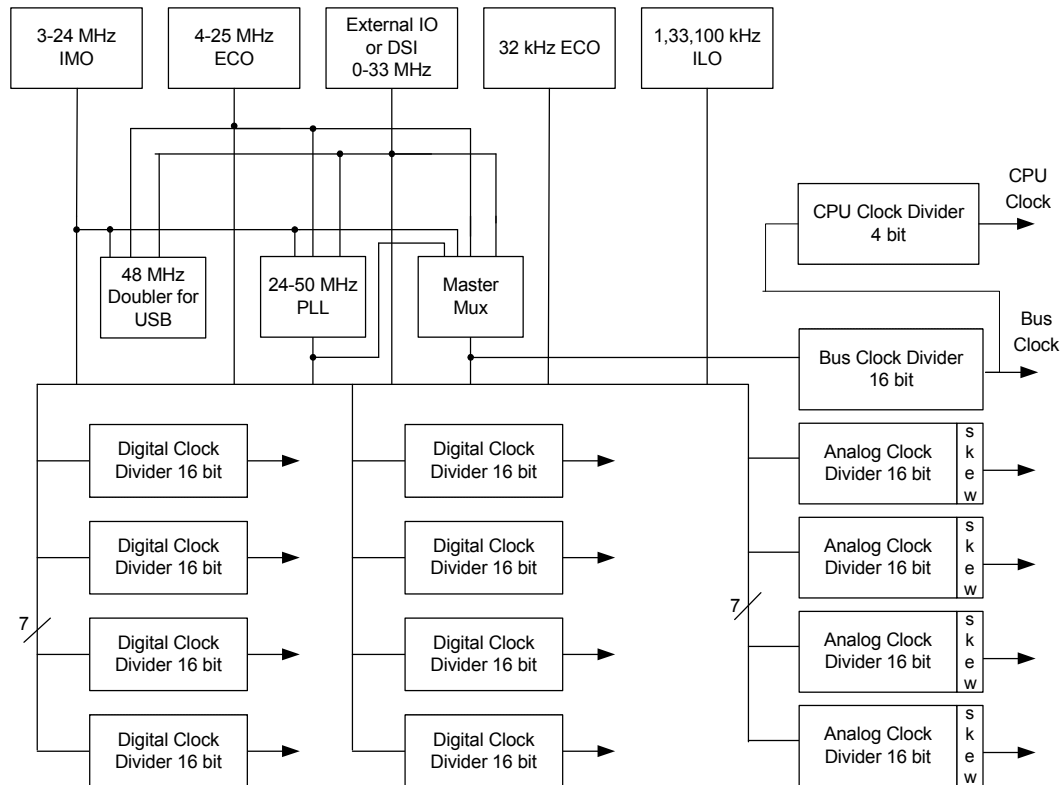 3-24 MHz
IMO
4-25 MHz
ECO
External IO
or DSI
0-33 MHz
32 kHz ECO
1,33,100 kHz
ILO
48 MHz
Doubler for
USB
24-50 MHz
PLL
Master
Mux
CPU Clock Divider
4 bit
CPU
Clock
Bus Clock Divider
16 bit
Bus
Clock
7
Digital Clock
Divider 16 bit
Digital Clock
Divider 16 bit
Digital Clock
Divider 16 bit
Digital Clock
Divider 16 bit
Digital Clock
Divider 16 bit
Digital Clock
Divider 16 bit
Digital Clock
Divider 16 bit
Digital Clock
Divider 16 bit
7
Analog Clock
Divider 16 bit
s
k
e
w
Analog Clock
Divider 16 bit
s
k
e
w
Analog Clock
Divider 16 bit
s
k
e
w
Analog Clock
Divider 16 bit
s
k
e
w